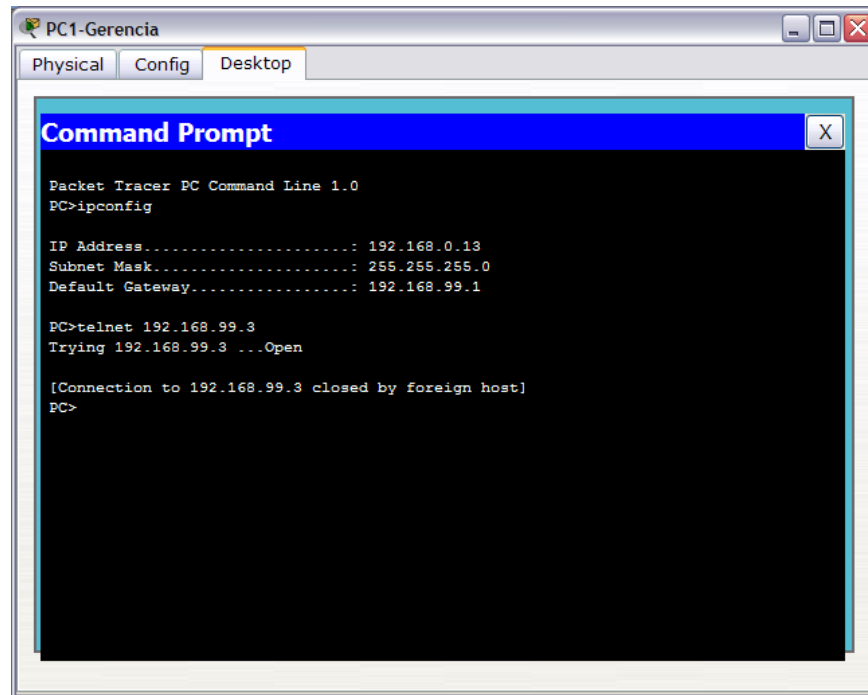 PC1-Gerencia
Physical Config Desktop
Command Prompt X
Packet Tracer PC Command Line 1.0
PC>ipconfig
IP Address......................: 192.168.0.13
Subnet Mask.....................: 255.255.255.0
Default Gateway.................: 192.168.99.1
PC>telnet 192.168.99.3
Trying 192.168.99.3 ...Open
[Connection to 192.168.99.3 closed by foreign host]
PC>